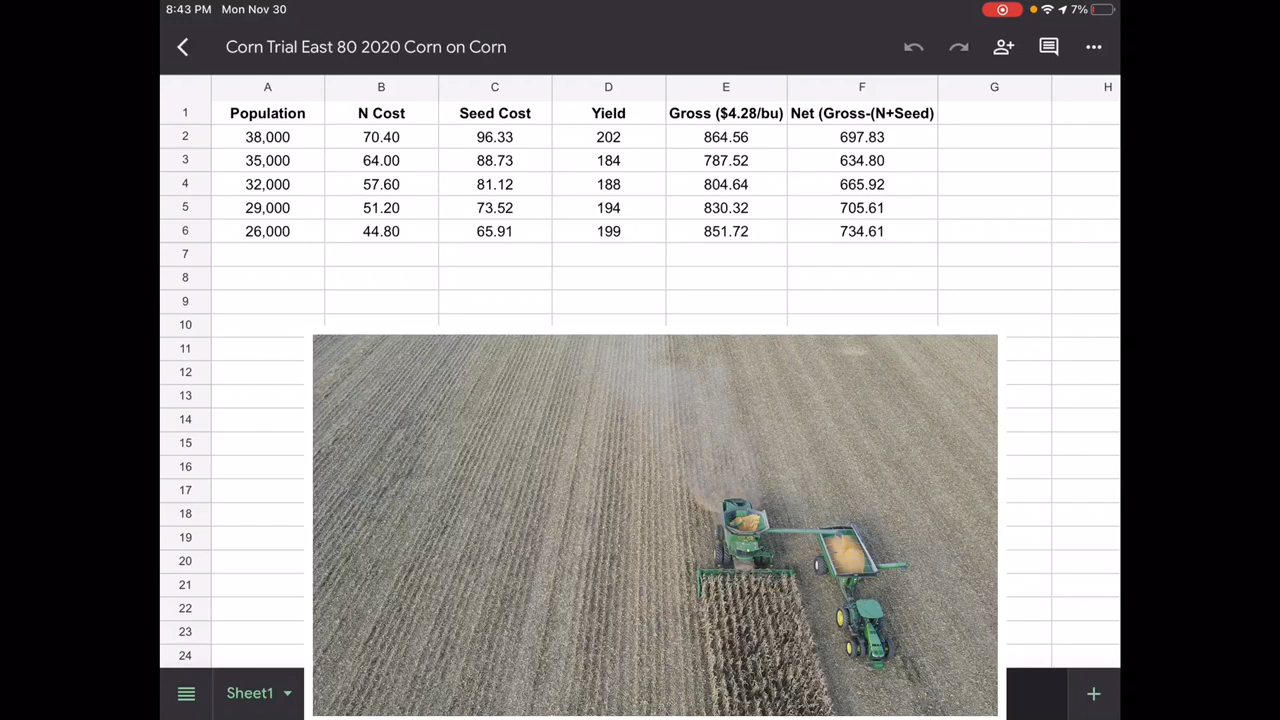 8:43 PM Mon Nov 30 7%
Corn Trial East 80 2020 Corn on Corn
A B C D E F G H
1 Population N Cost Seed Cost Yield Gross ($4.28/bu) Net (Gross-(N+Seed)
2 38,000 70.40 96.33 202 864.56 697.83
3 35,000 64.00 88.73 184 787.52 634.80
4 32,000 57.60 81.12 188 804.64 665.92
5 29,000 51.20 73.52 194 830.32 705.61
6 26,000 44.80 65.91 199 851.72 734.61
7
8
9
10
11
12
13
14
15
16
17
18
19
20
21
22
23
24
Sheet1